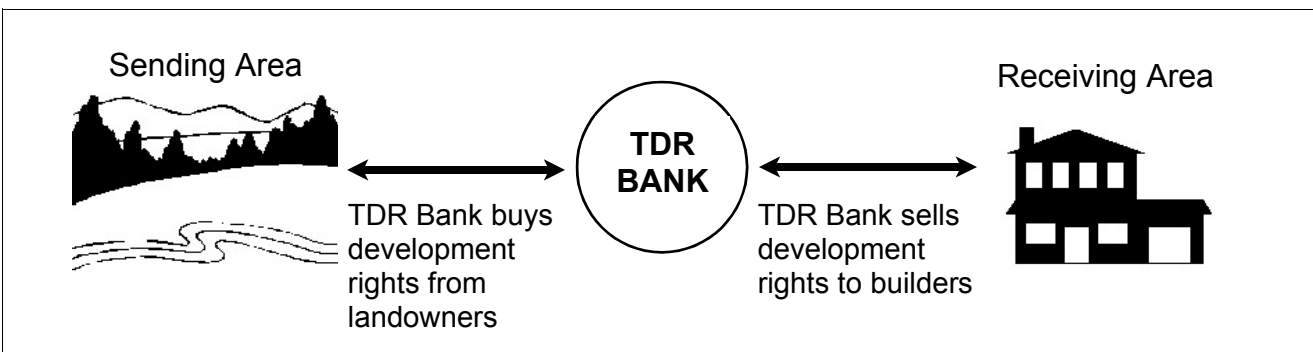 Sending Area
TDR Bank buys
development
rights from
landowners
TDR
BANK
TDR Bank sells
development
rights to builders
Receiving Area